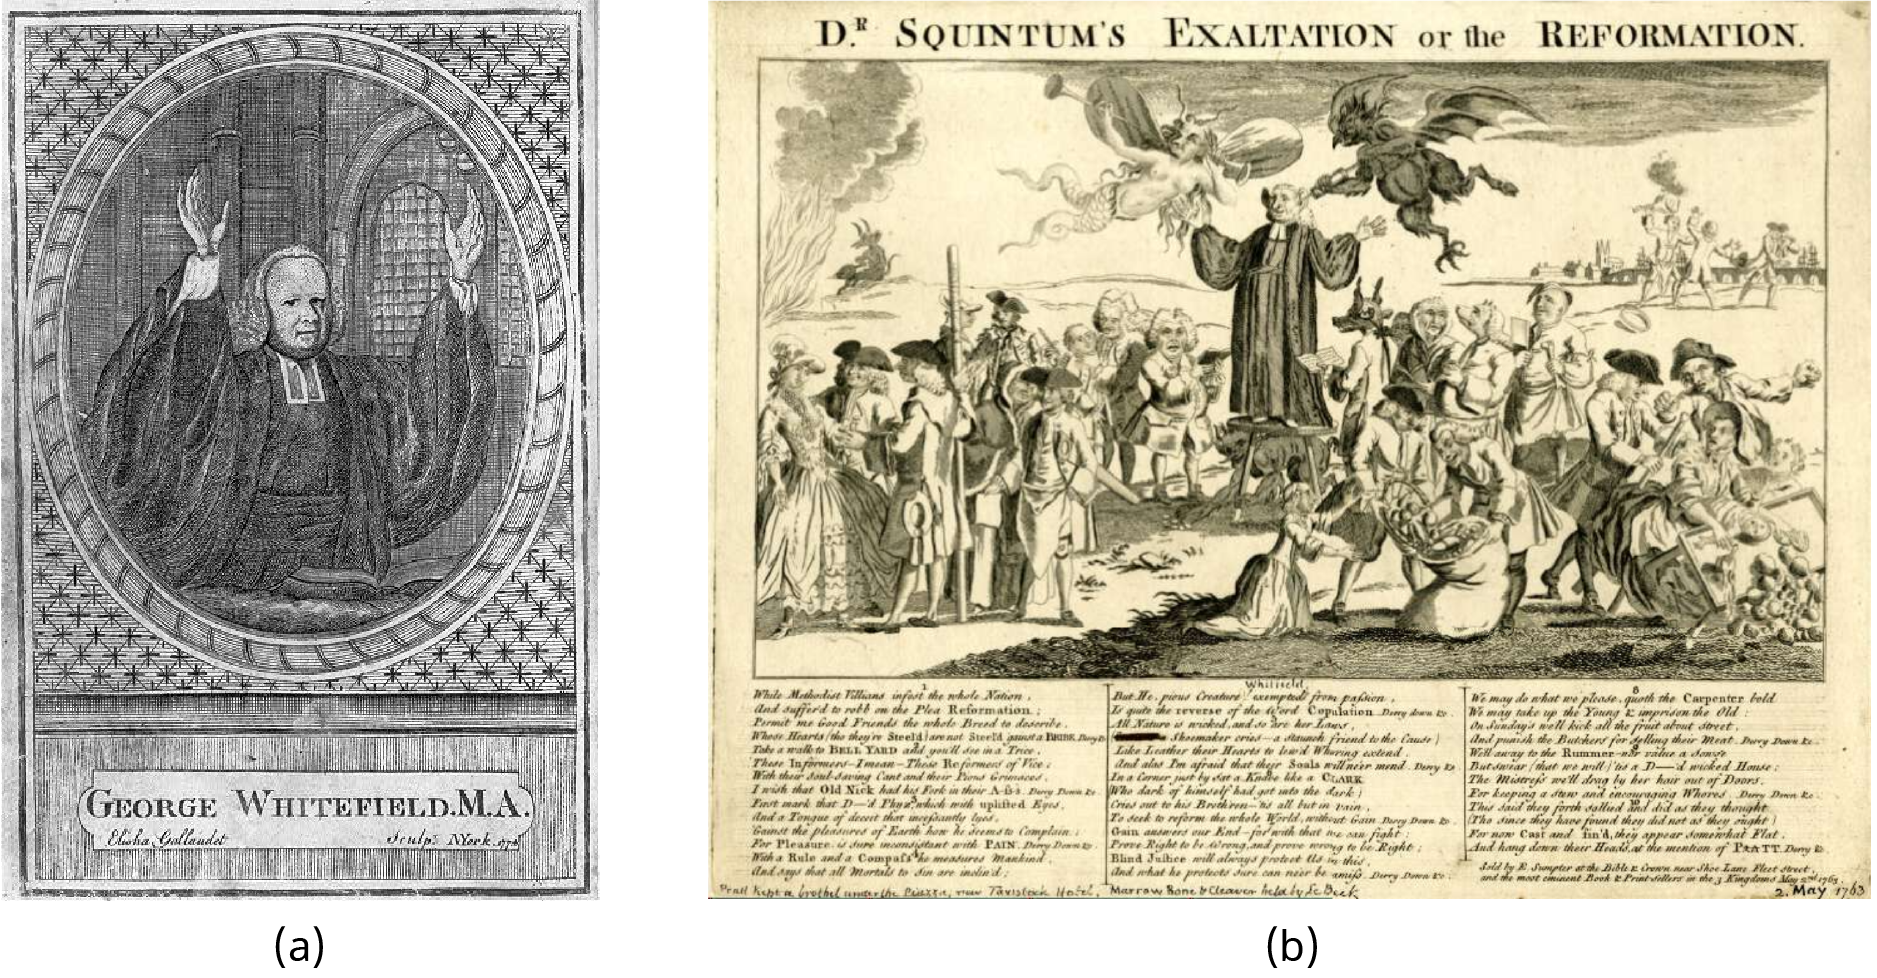 GEORGE WHITEFIELD.M.A.
Elisha Gallaudet Sculpt. NYork. 1774
(a)
D.R SQUINTUM'S EXALTATION or the REFORMATION.
While Methodist Villians infest the whole Nation,
And suffer'd to robb on the Plea Reformation;
Permit me Good Friends the whole Breed to describe,
Whose Hearts (tho they're Steel'd) are not Steel'd 'gainst a BRIBE. Derry &c
Take a walk to BELL YARD and you'll see in a Trice,
These Informers—I mean—These Reformers of Vice:
With their Soul-Saving Cant and their Pious Grimaces,
I wish that Old Nick had his Fork in their A-s-s. Derry Down &c.
First mark that D—'d Phyz, which with uplifted Eyes,
And a Tongue of deceit that incessantly lyes,
'Gainst the pleasures of Earth how he seems to Complain:
For Pleasure is sure inconsistant with PAIN. Derry Down &c.
With a Rule and a Compass he measures Mankind,
And says that all Mortals to Sin are inclin'd;
Whitfield
But He, pious Creature! exempted from passion,
Is quite the reverse of the Word Copulation. Derry down &c.
All Nature is wicked, and so are her Laws,
a Shoemaker cries—a staunch friend to the Cause)
Like Leather their Hearts to lewd Whoring extend,
And alas I'm afraid that their Souls will ne'er mend. Derry &c
In a Corner just by Sat a Knave like a CLARK
(Who dark of himself had got into the dark)
Cries out to his Brethren—'tis all but in vain,
To seek to reform the whole World, without Gain Derry Down &c.
Gain answers our End—for with that we can fight:
Prove Right to be Wrong, and prove wrong to be Right;
Blind Justice will always protect Us in this,
And what he protects sure can neer be amiss. Derry Down &c.
8
We may do what we please, quoth the Carpenter bold
We may take up the Young & imprison the Old:
On Sunday's we'll kick all the fruit about Street,
And punish the Butchers for selling their Meat. Derry Down &c.
We'll away to the Rummer nor value a Souse
But swear (that we will) 'tis a D—'d wicked House:
The Mistress we'll drag by her hair out of Doors,
For keeping a Stew and encouraging Whores. Derry Down &c.
This said they forth sallied and did as they thought
(Tho since they have found they did not as they ought)
For now Cast and fin'd, they appear somewhat Flat,
And hang down their Heads, at the mention of PRATT. Derry &c.
Sold by E. Sumpter at the Bible & Crown near Shoe Lane Fleet Street,
and the most eminent Book & Print Sellers in the 3 Kingdoms May 2nd 1763.
kept a brothel under the Piazza, near Tavistock Hotel, Marrow Bone & Cleaver held by
2. May 1763
(b)